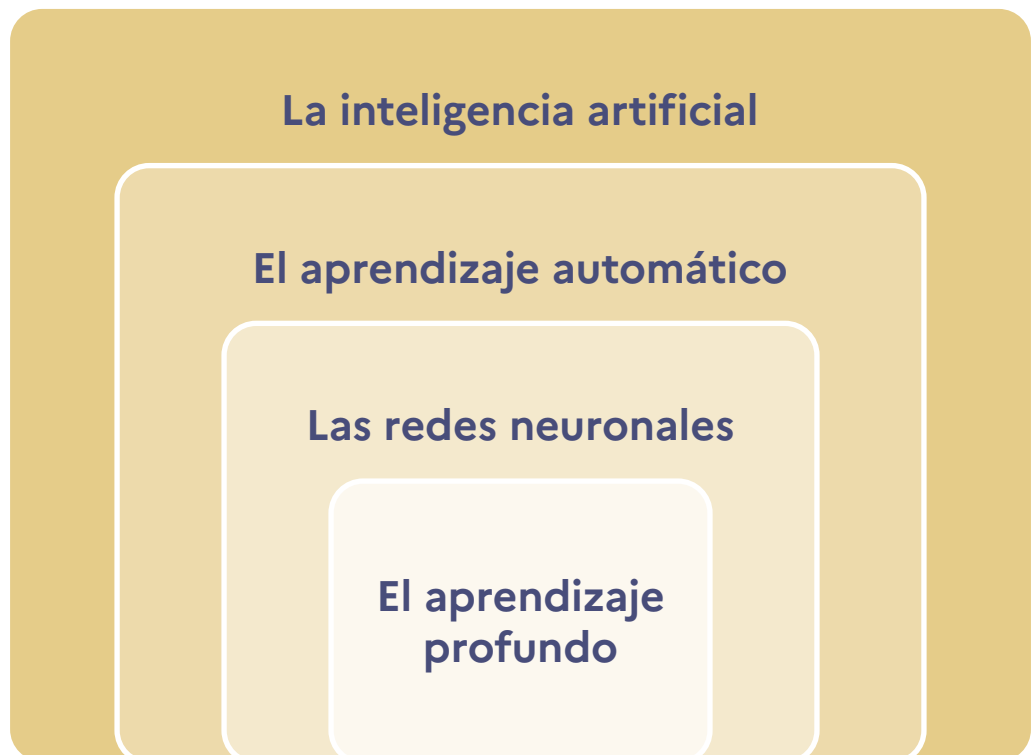 La inteligencia artificial
El aprendizaje automático
Las redes neuronales
El aprendizaje
profundo